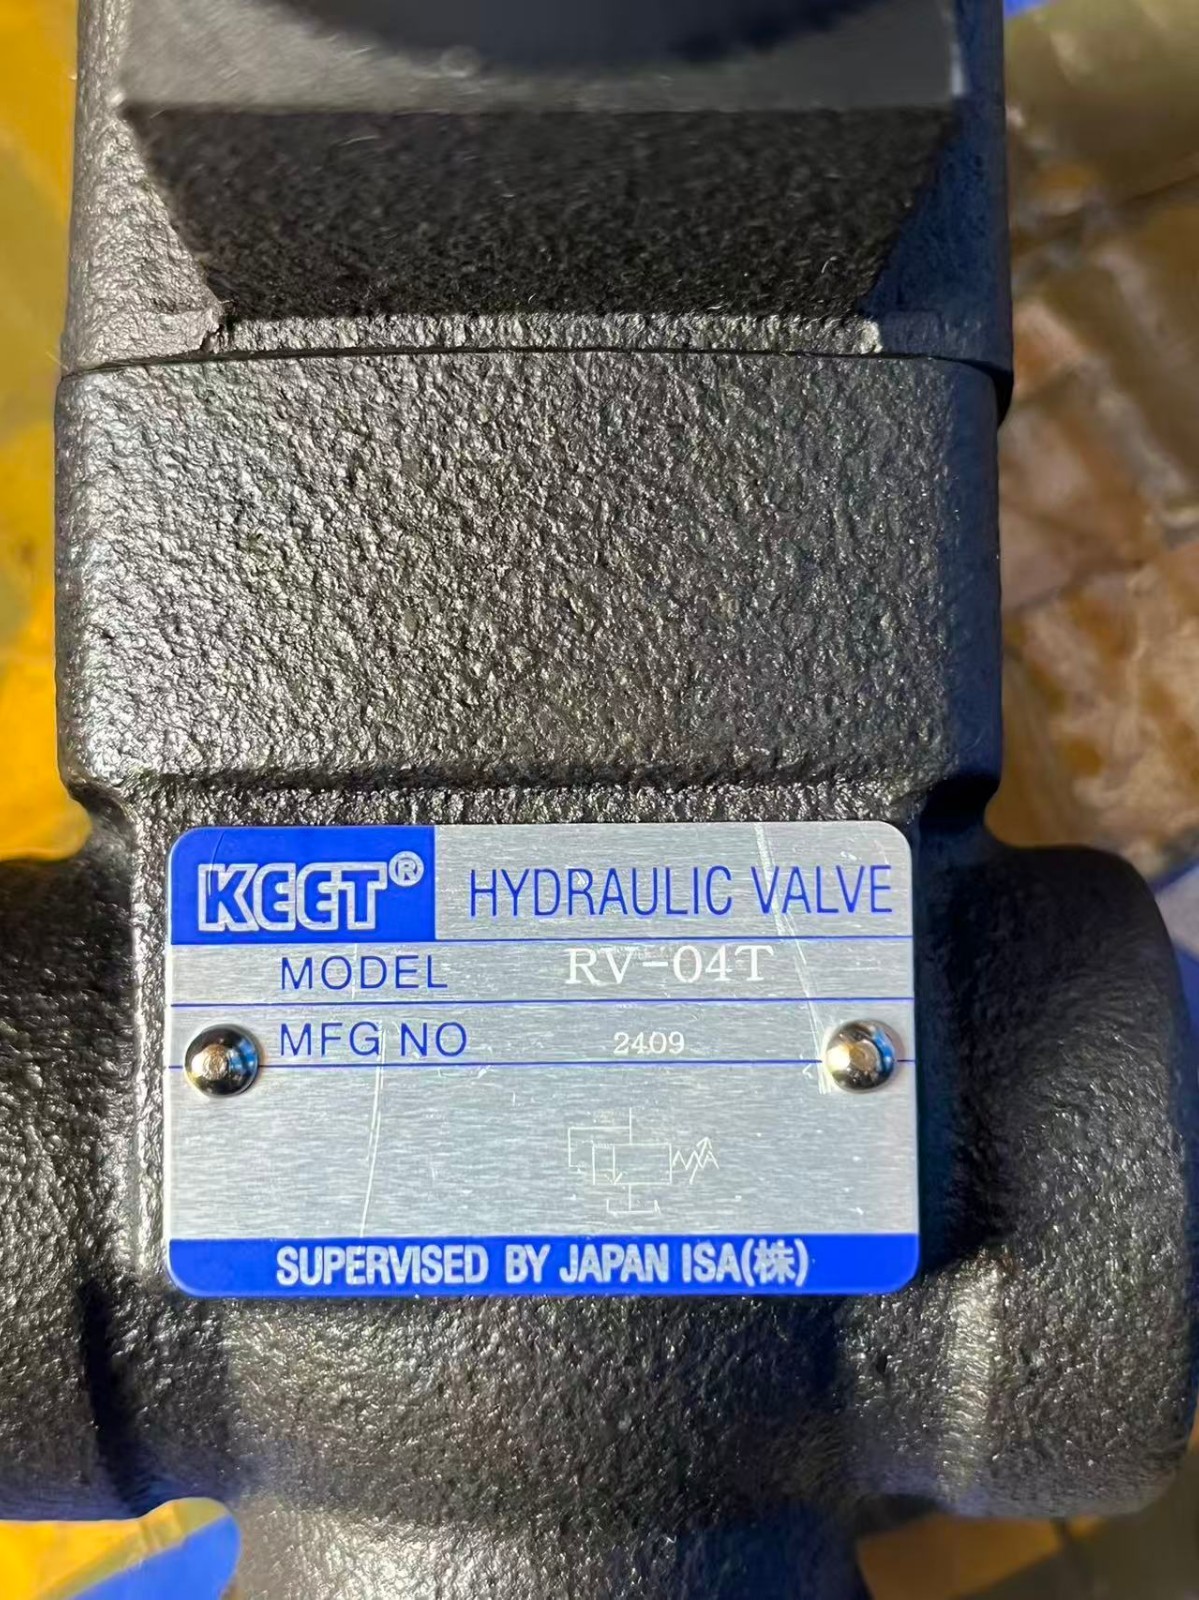 KEET® HYDRAULIC VALVE
MODEL RV-04T
MFG NO 2409
SUPERVISED BY JAPAN ISA(株)